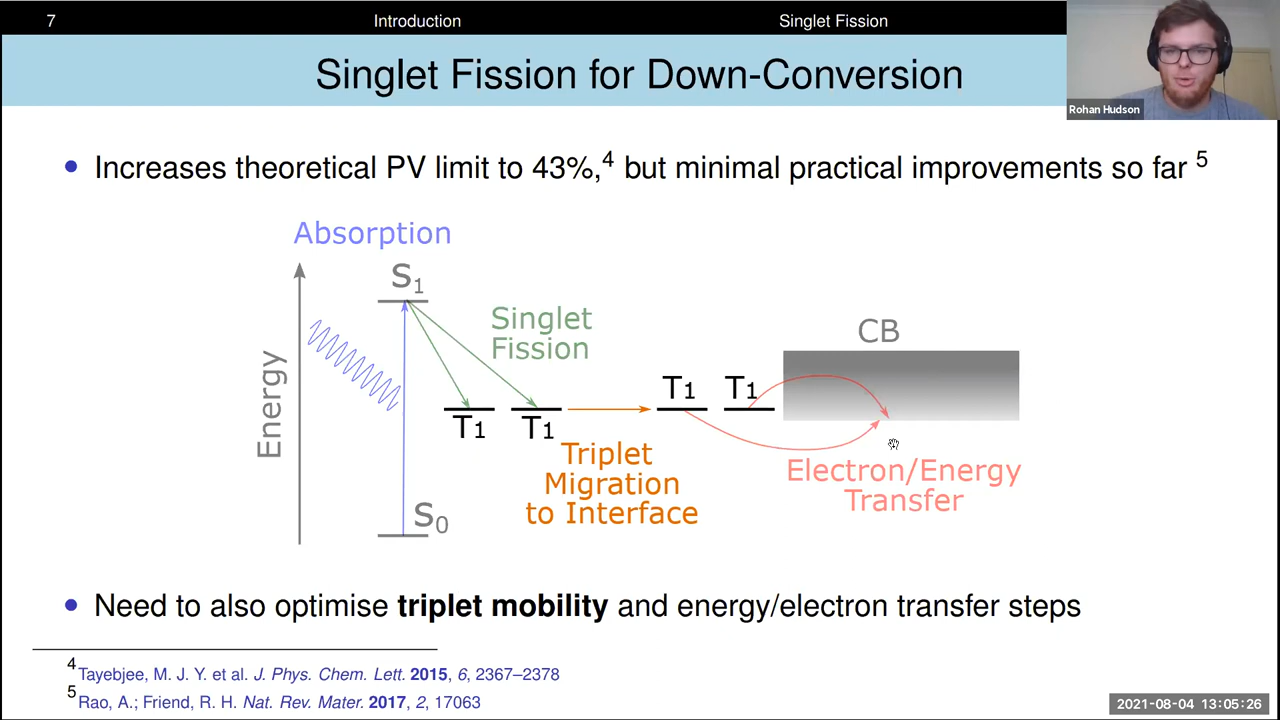 7 Introduction Singlet Fission
Singlet Fission for Down-Conversion
Rohan Hudson
• Increases theoretical PV limit to 43%,4 but minimal practical improvements so far 5
Absorption
S1
Singlet
Fission
CB
Energy
T1 T1
T1 T1
Triplet
Migration
to Interface
Electron/Energy
Transfer
S0
• Need to also optimise triplet mobility and energy/electron transfer steps
4 Tayebjee, M. J. Y. et al. J. Phys. Chem. Lett. 2015, 6, 2367–2378
5 Rao, A.; Friend, R. H. Nat. Rev. Mater. 2017, 2, 17063
2021-08-04 13:05:26